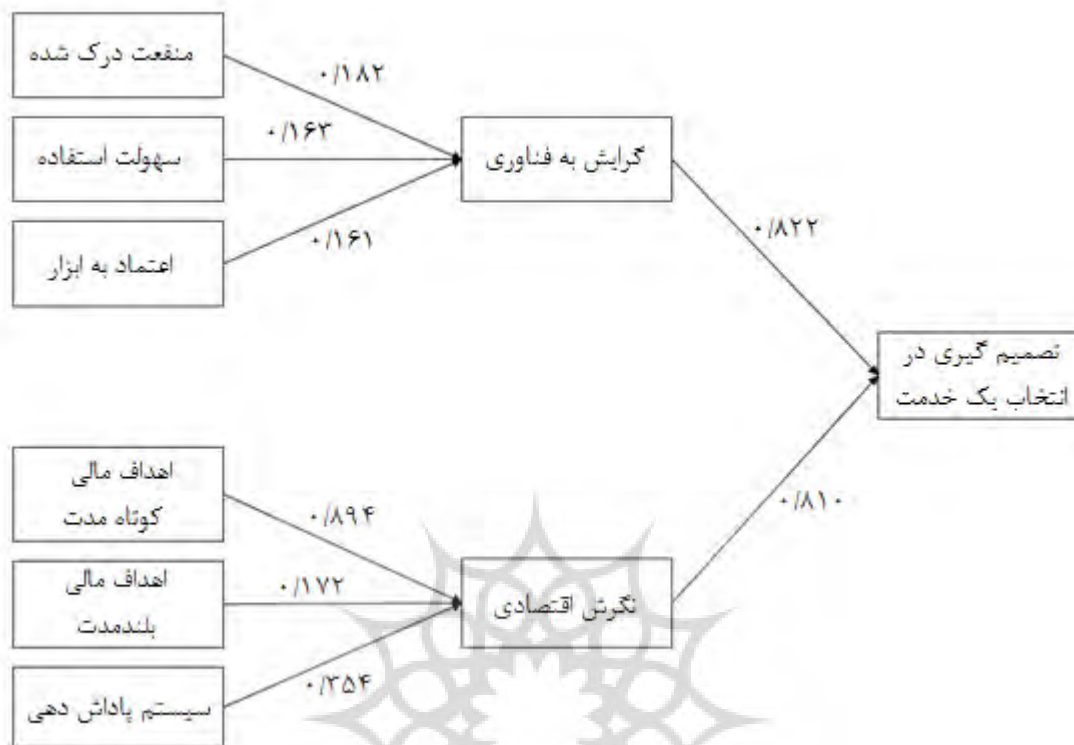 منفعت درک شده
۰/۱۸۲
سهولت استفاده
۰/۱۶۳
اعتماد به ابزار
۰/۱۶۱
گرایش به فناوری
۰/۸۲۲
تصمیم گیری در
انتخاب یک خدمت
اهداف مالی
کوتاه مدت
۰/۸۹۴
اهداف مالی
بلندمدت
۰/۱۷۲
سیستم پاداش دهی
۰/۳۵۴
نگرش اقتصادی
۰/۸۱۰